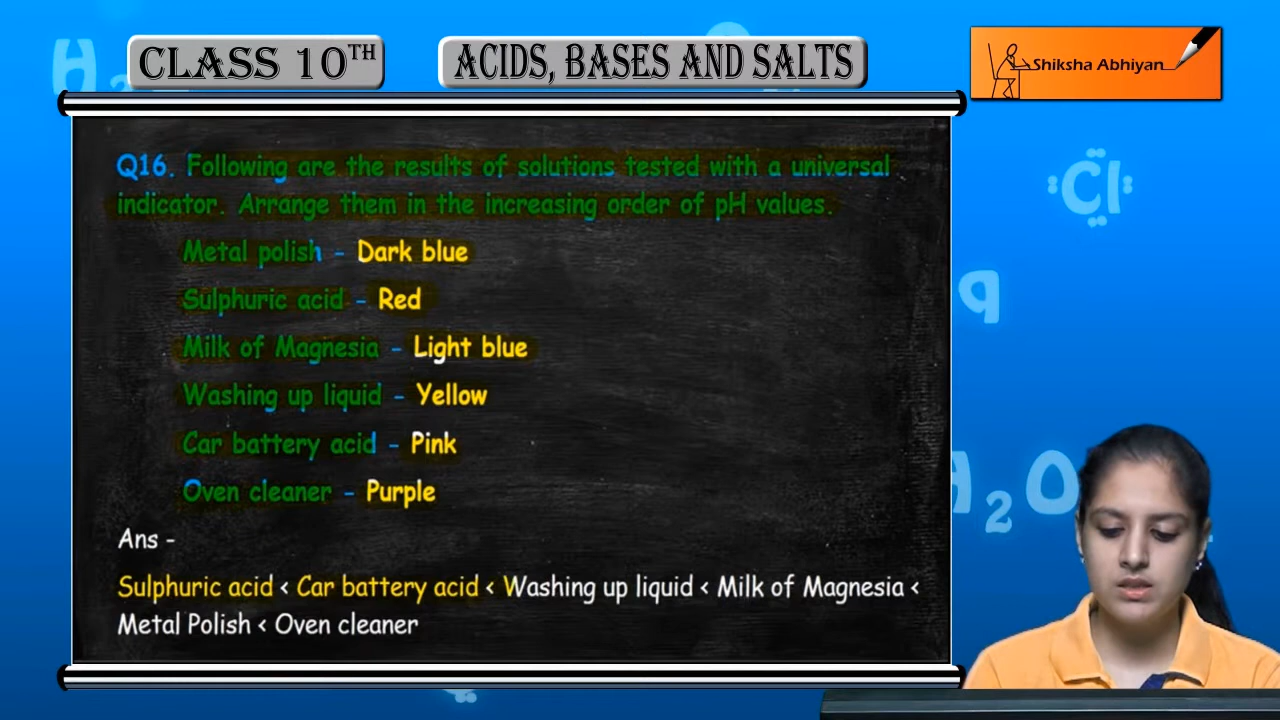 CLASS 10TH
ACIDS, BASES AND SALTS
Shiksha Abhiyan
Q16. Following are the results of solutions tested with a universal
indicator. Arrange them in the increasing order of pH values.
Metal polish - Dark blue
Sulphuric acid - Red
Milk of Magnesia - Light blue
Washing up liquid - Yellow
Car battery acid - Pink
Oven cleaner - Purple
Ans -
Sulphuric acid < Car battery acid < Washing up liquid < Milk of Magnesia <
Metal Polish < Oven cleaner
Cl
9
H2O